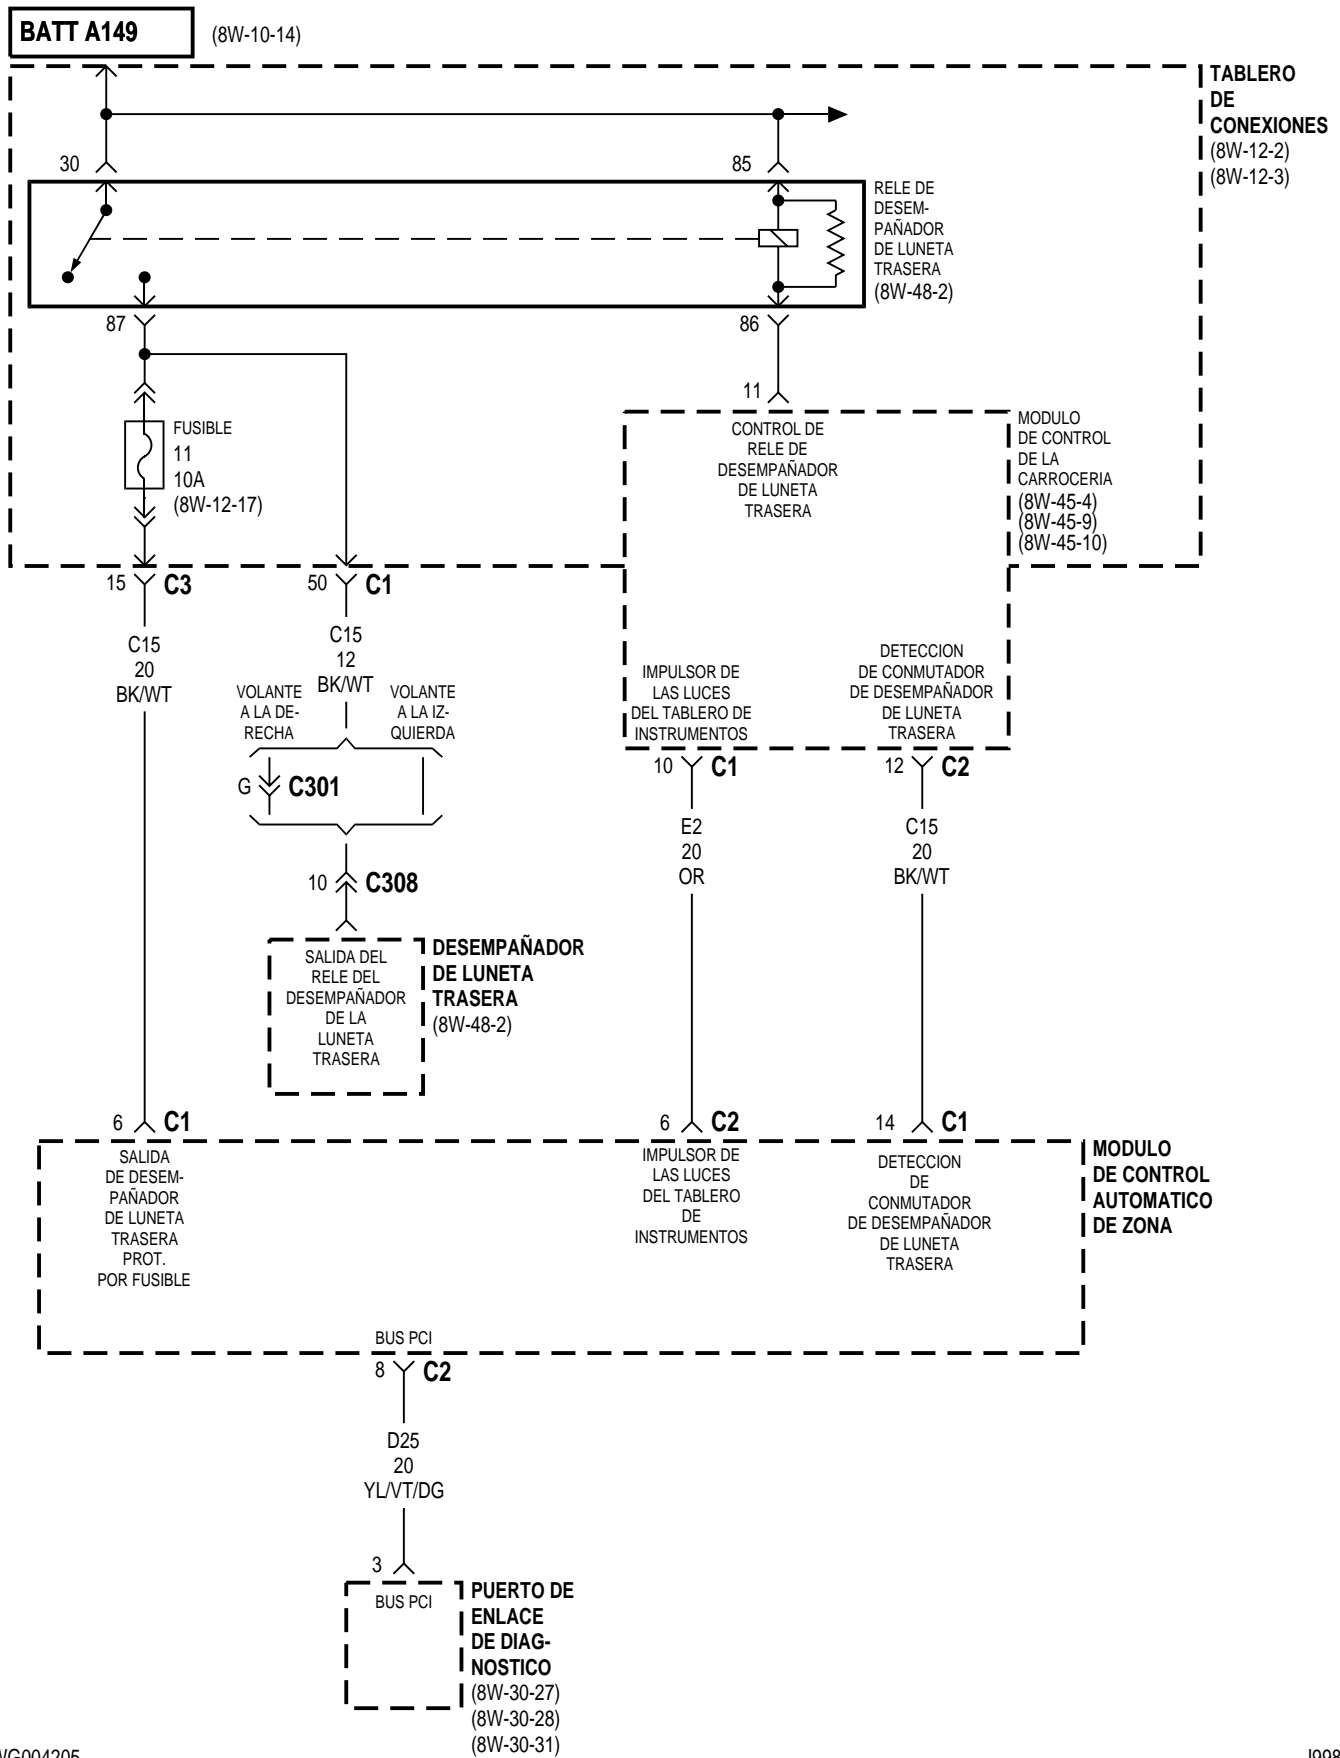 BATT A149
(8W-10-14)
TABLERO
DE
CONEXIONES
(8W-12-2)
(8W-12-3)
30
85
RELE DE
DESEM-
PAÑADOR
DE LUNETA
TRASERA
(8W-48-2)
87
86
11
FUSIBLE
11
10A
(8W-12-17)
CONTROL DE
RELE DE
DESEMPAÑADOR
DE LUNETA
TRASERA
MODULO
DE CONTROL
DE LA
CARROCERIA
(8W-45-4)
(8W-45-9)
(8W-45-10)
15 C3
50 C1
C15
20
BK/WT
C15
12
BK/WT
VOLANTE
A LA DE-
RECHA
VOLANTE
A LA IZ-
QUIERDA
IMPULSOR DE
LAS LUCES
DEL TABLERO DE
INSTRUMENTOS
DETECCION
DE CONMUTADOR
DE DESEMPAÑADOR
DE LUNETA
TRASERA
10 C1
12 C2
G C301
E2
20
OR
C15
20
BK/WT
10 C308
SALIDA DEL
RELE DEL
DESEMPAÑADOR
DE LA
LUNETA
TRASERA
DESEMPAÑADOR
DE LUNETA
TRASERA
(8W-48-2)
6 C1
6 C2
14 C1
SALIDA
DE DESEM-
PAÑADOR
DE LUNETA
TRASERA
PROT.
POR FUSIBLE
IMPULSOR DE
LAS LUCES
DEL TABLERO
DE
INSTRUMENTOS
DETECCION
DE
CONMUTADOR
DE DESEMPAÑADOR
DE LUNETA
TRASERA
MODULO
DE CONTROL
AUTOMATICO
DE ZONA
BUS PCI
8 C2
D25
20
YL/VT/DG
3
BUS PCI
PUERTO DE
ENLACE
DE DIAG-
NOSTICO
(8W-30-27)
(8W-30-28)
(8W-30-31)